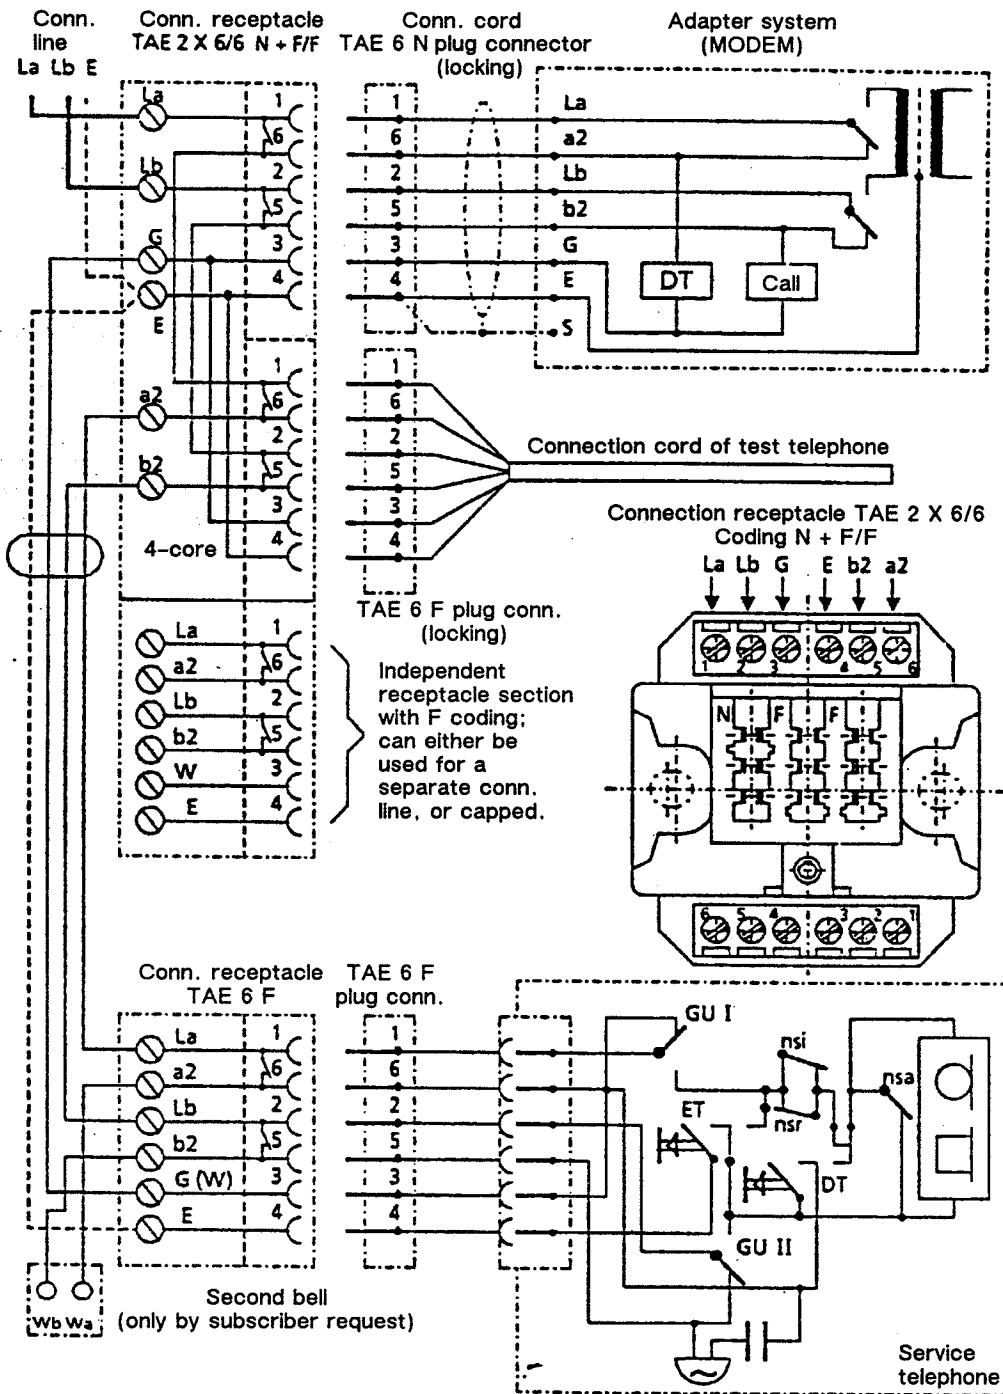 Conn. line
La Lb E
Conn. receptacle
TAE 2 X 6/6 N + F/F
Conn. cord
TAE 6 N plug connector
(locking)
Adapter system
(MODEM)
La
Lb
G
E
1
6
2
5
3
4
1
6
2
5
3
4
La
a2
Lb
b2
G
E
S
DT
Call
a2
b2
4-core
1
6
2
5
3
4
1
6
2
5
3
4
Connection cord of test telephone
TAE 6 F plug conn.
(locking)
Connection receptacle TAE 2 X 6/6
Coding N + F/F
La Lb G E b2 a2
1 2 3 4 5 6
N F F
6 5 4 3 2 1
La
a2
Lb
b2
W
E
1
6
2
5
3
4
Independent
receptacle section
with F coding;
can either be
used for a
separate conn.
line, or capped.
Conn. receptacle
TAE 6 F
TAE 6 F
plug conn.
La
a2
Lb
b2
G (W)
E
1
6
2
5
3
4
1
6
2
5
3
4
GU I
nsi
nsa
nsr
ET
DT
GU II
Wb Wa
Second bell
(only by subscriber request)
Service
telephone